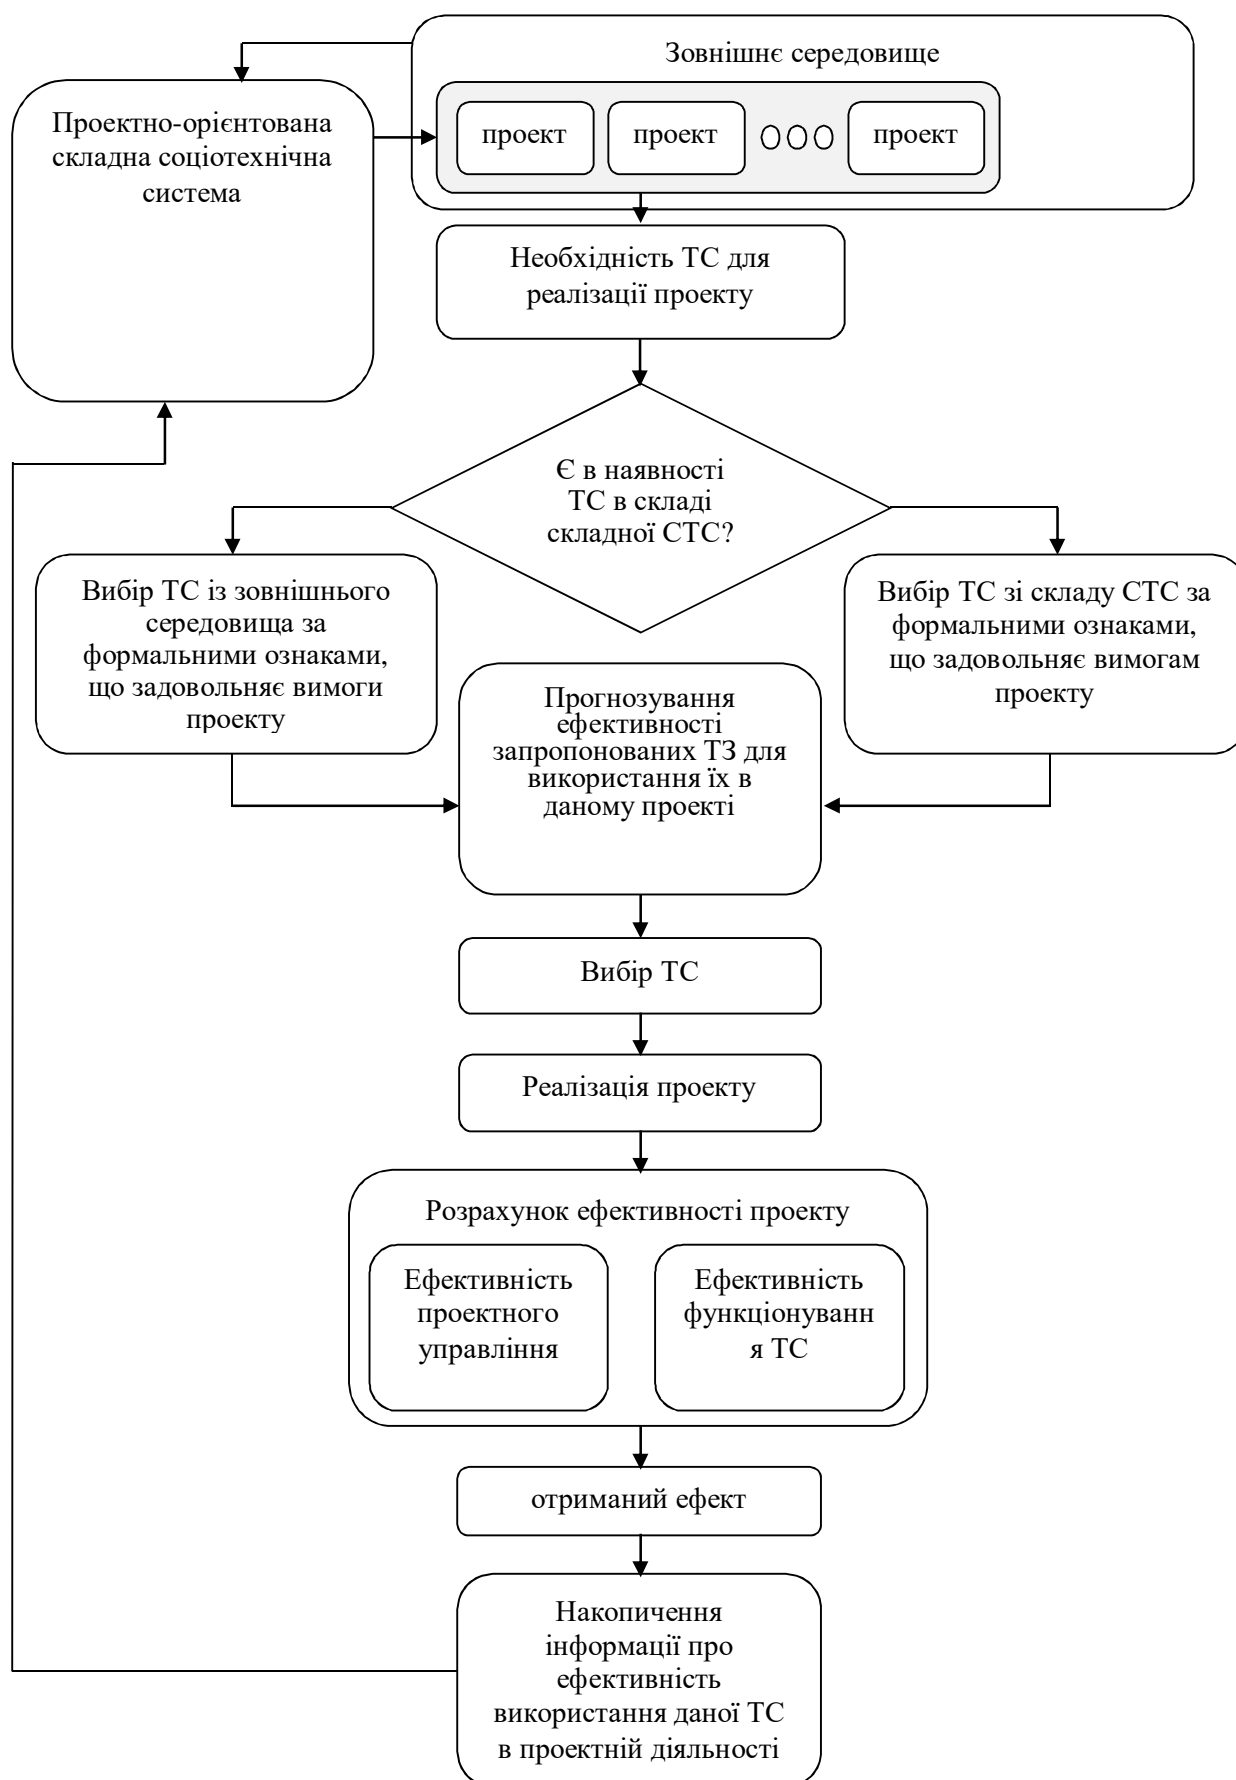 Зовнішнє середовище
Проектно-орієнтована
складна соціотехнічна
система
проект
проект
проект
Необхідність ТС для
реалізації проекту
Є в наявності
ТС в складі
складної СТС?
Вибір ТС із зовнішнього
середовища за
формальними ознаками,
що задовольняє вимоги
проекту
Вибір ТС зі складу СТС за
формальними ознаками,
що задовольняє вимогам
проекту
Прогнозування
ефективності
запропонованих ТЗ для
використання їх в
даному проекті
Вибір ТС
Реалізація проекту
Розрахунок ефективності проекту
Ефективність
проектного
управління
Ефективність
функціонуванн
я ТС
отриманий ефект
Накопичення
інформації про
ефективність
використання даної ТС
в проектній діяльності